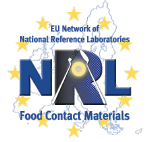 EU Network of
National Reference Laboratories
NRL
Food Contact Materials